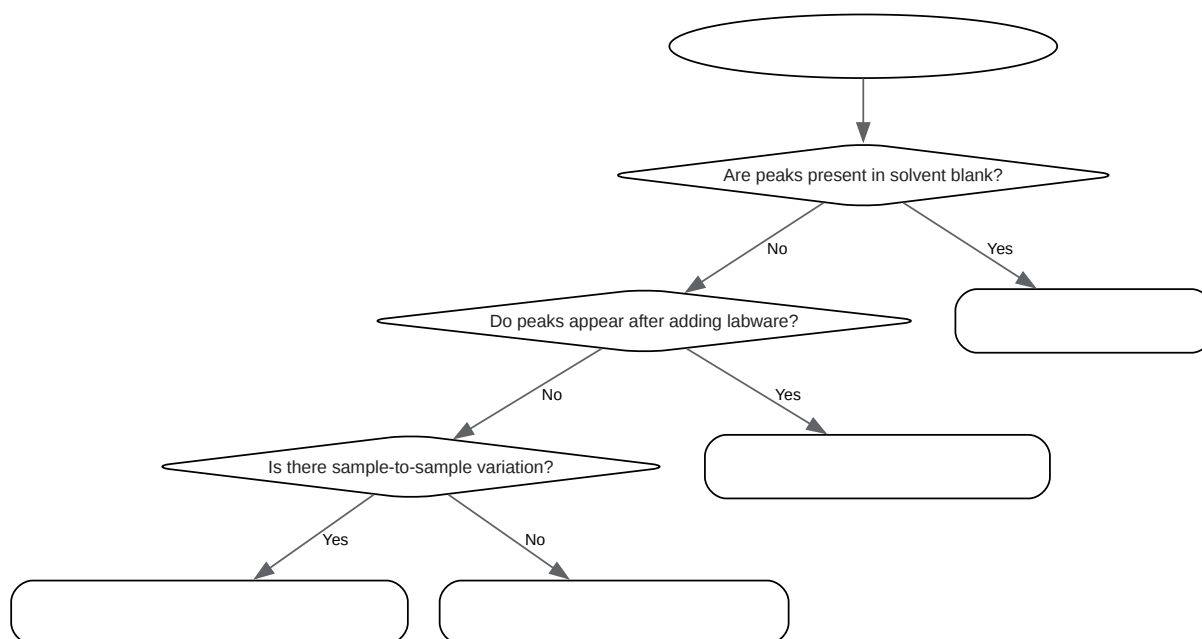 Are peaks present in solvent blank?
No
Yes
Do peaks appear after adding labware?
No
Yes
Is there sample-to-sample variation?
Yes
No